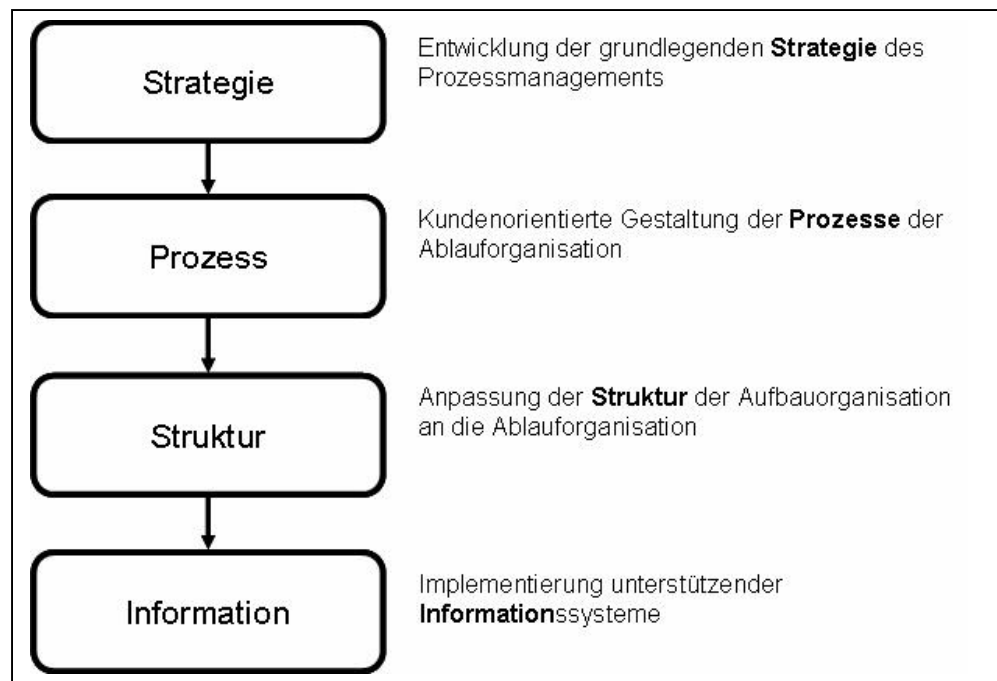 Strategie
Entwicklung der grundlegenden Strategie des
Prozessmanagements
Prozess
Kundenorientierte Gestaltung der Prozesse der
Ablauforganisation
Struktur
Anpassung der Struktur der Aufbauorganisation
an die Ablauforganisation
Information
Implementierung unterstützender
Informationssysteme